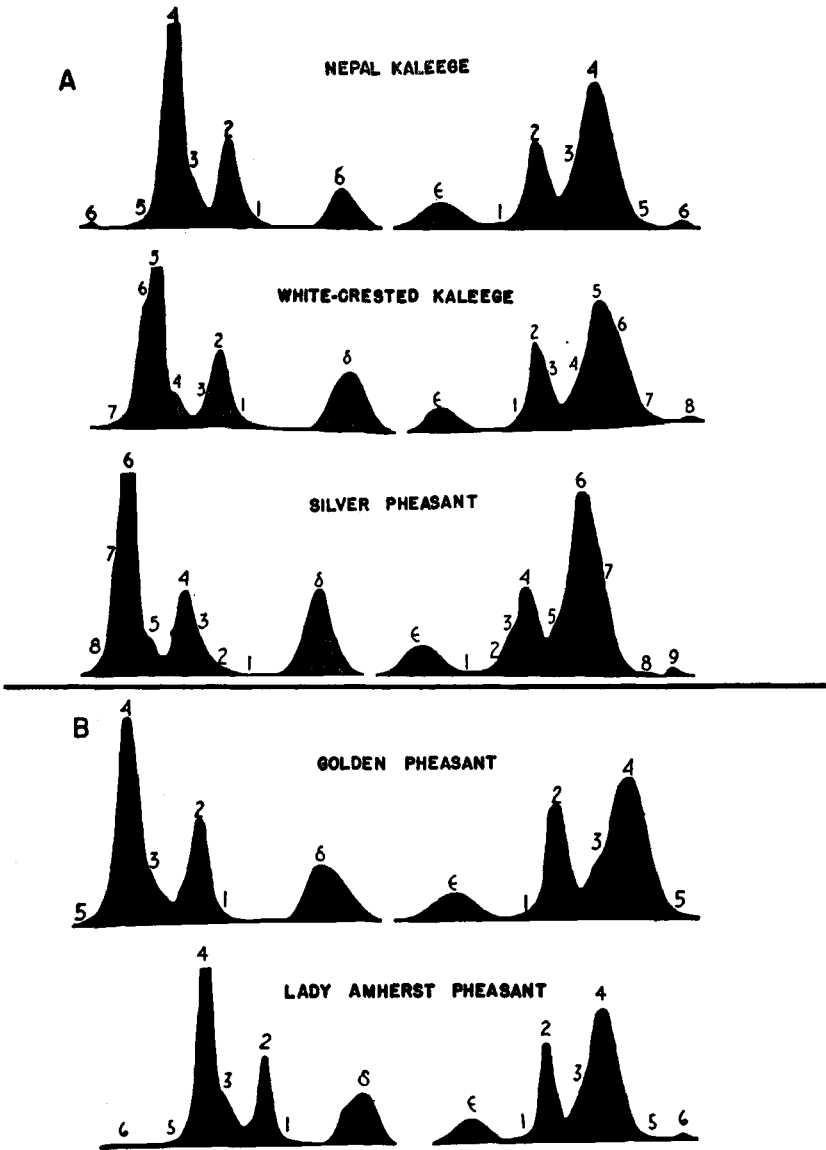 A
NEPAL KALEEGE
6 5 4 3 2 1 δ ϵ 1 2 3 4 5 6
WHITE-CRESTED KALEEGE
7 6 5 4 3 2 1 δ ϵ 1 2 3 4 5 6 7 8
SILVER PHEASANT
8 7 6 5 4 3 2 1 δ ϵ 1 2 3 4 5 6 7 8 9
B
GOLDEN PHEASANT
5 4 3 2 1 δ ϵ 1 2 3 4 5
LADY AMHERST PHEASANT
6 5 4 3 2 1 δ ϵ 1 2 3 4 5 6